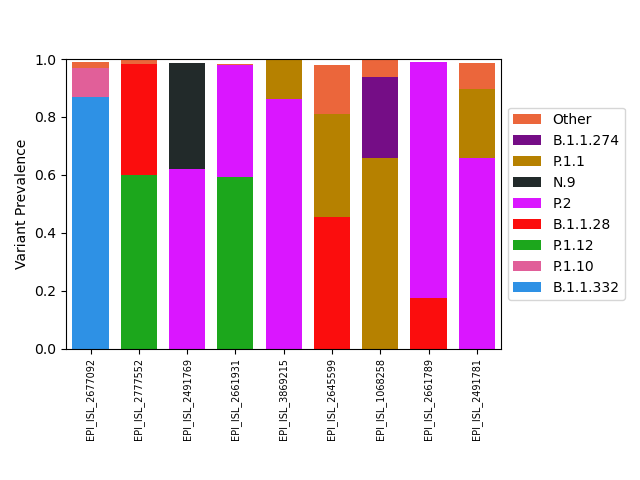 1.0
0.8
0.6
0.4
0.2
0.0
Variant Prevalence
EPI_ISL_2677092
EPI_ISL_2777552
EPI_ISL_2491769
EPI_ISL_2661931
EPI_ISL_3869215
EPI_ISL_2645599
EPI_ISL_1068258
EPI_ISL_2661789
EPI_ISL_2491781
Other
B.1.1.274
P.1.1
N.9
P.2
B.1.1.28
P.1.12
P.1.10
B.1.1.332